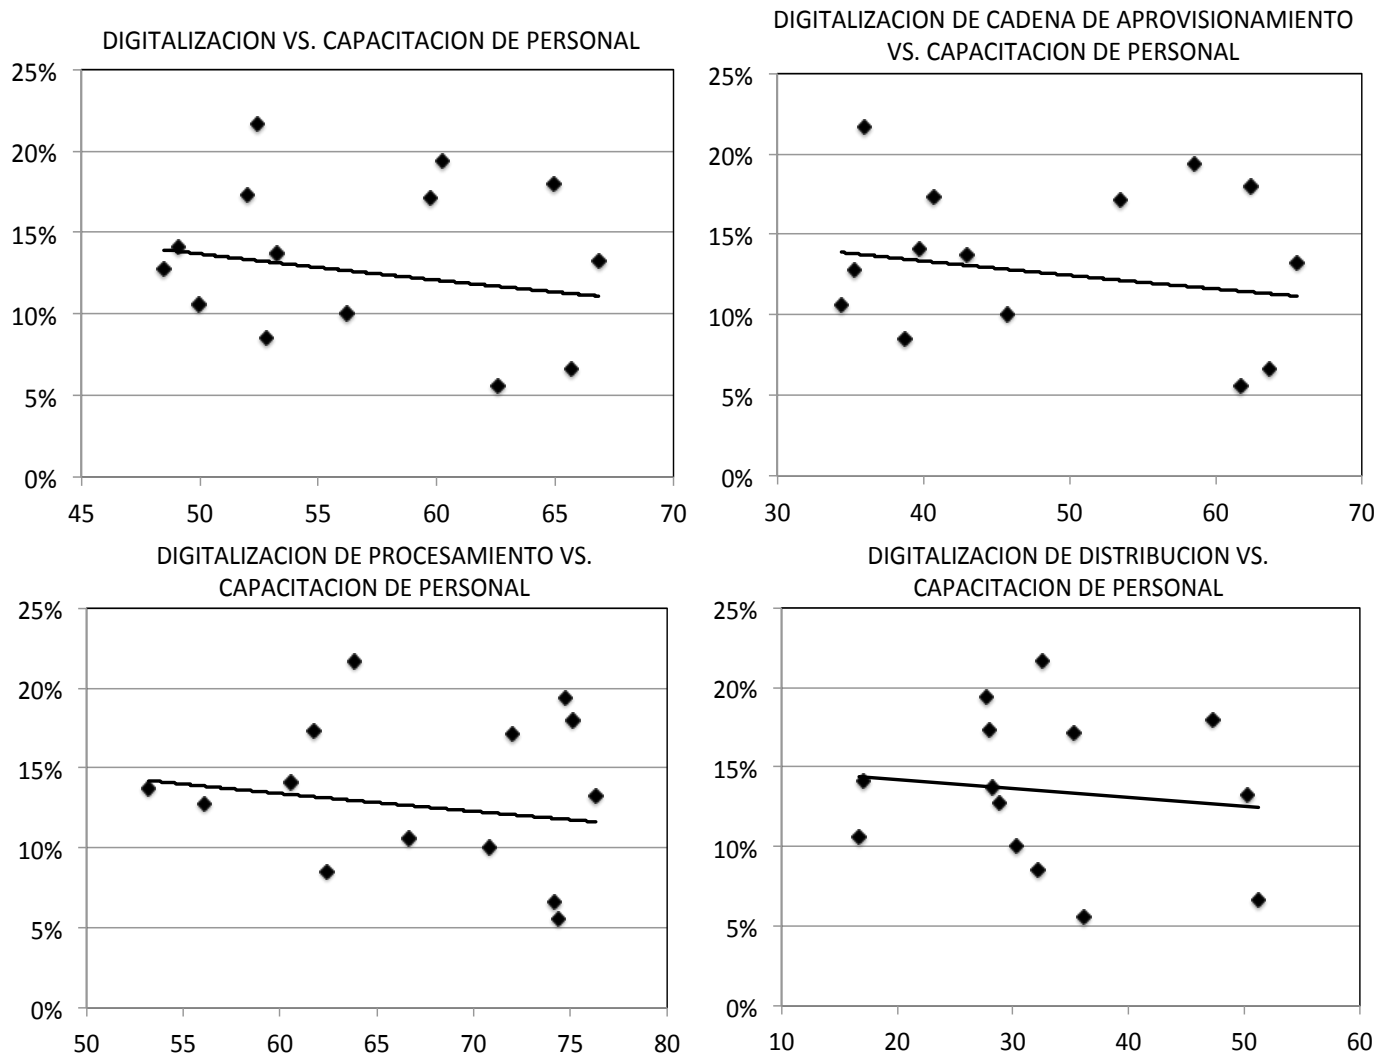 DIGITALIZACION VS. CAPACITACION DE PERSONAL
25%
20%
15%
10%
5%
0%
45 50 55 60 65 70
DIGITALIZACION DE CADENA DE APROVISIONAMIENTO
VS. CAPACITACION DE PERSONAL
25%
20%
15%
10%
5%
0%
30 40 50 60 70
DIGITALIZACION DE PROCESAMIENTO VS.
CAPACITACION DE PERSONAL
25%
20%
15%
10%
5%
0%
50 55 60 65 70 75 80
DIGITALIZACION DE DISTRIBUCION VS.
CAPACITACION DE PERSONAL
25%
20%
15%
10%
5%
0%
10 20 30 40 50 60